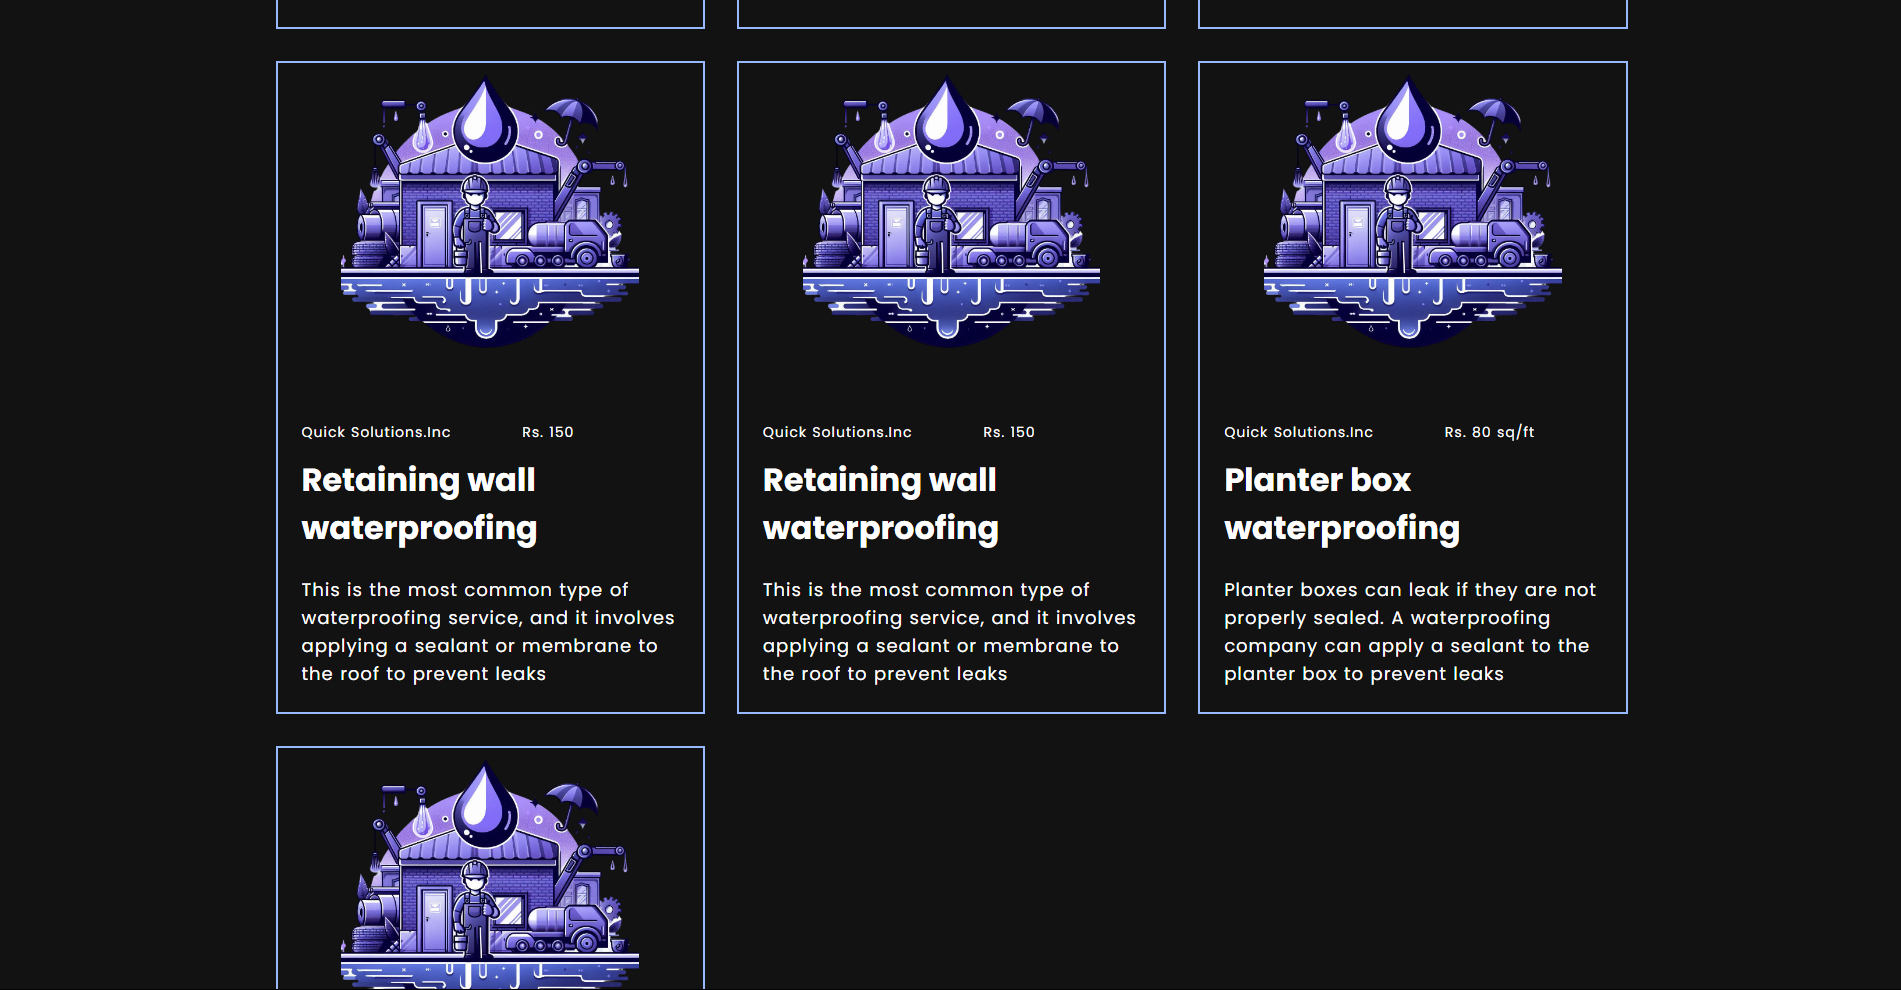 Quick Solutions.Inc Rs. 150
Retaining wall
waterproofing
This is the most common type of
waterproofing service, and it involves
applying a sealant or membrane to
the roof to prevent leaks
Quick Solutions.Inc Rs. 150
Retaining wall
waterproofing
This is the most common type of
waterproofing service, and it involves
applying a sealant or membrane to
the roof to prevent leaks
Quick Solutions.Inc Rs. 80 sq/ft
Planter box
waterproofing
Planter boxes can leak if they are not
properly sealed. A waterproofing
company can apply a sealant to the
planter box to prevent leaks